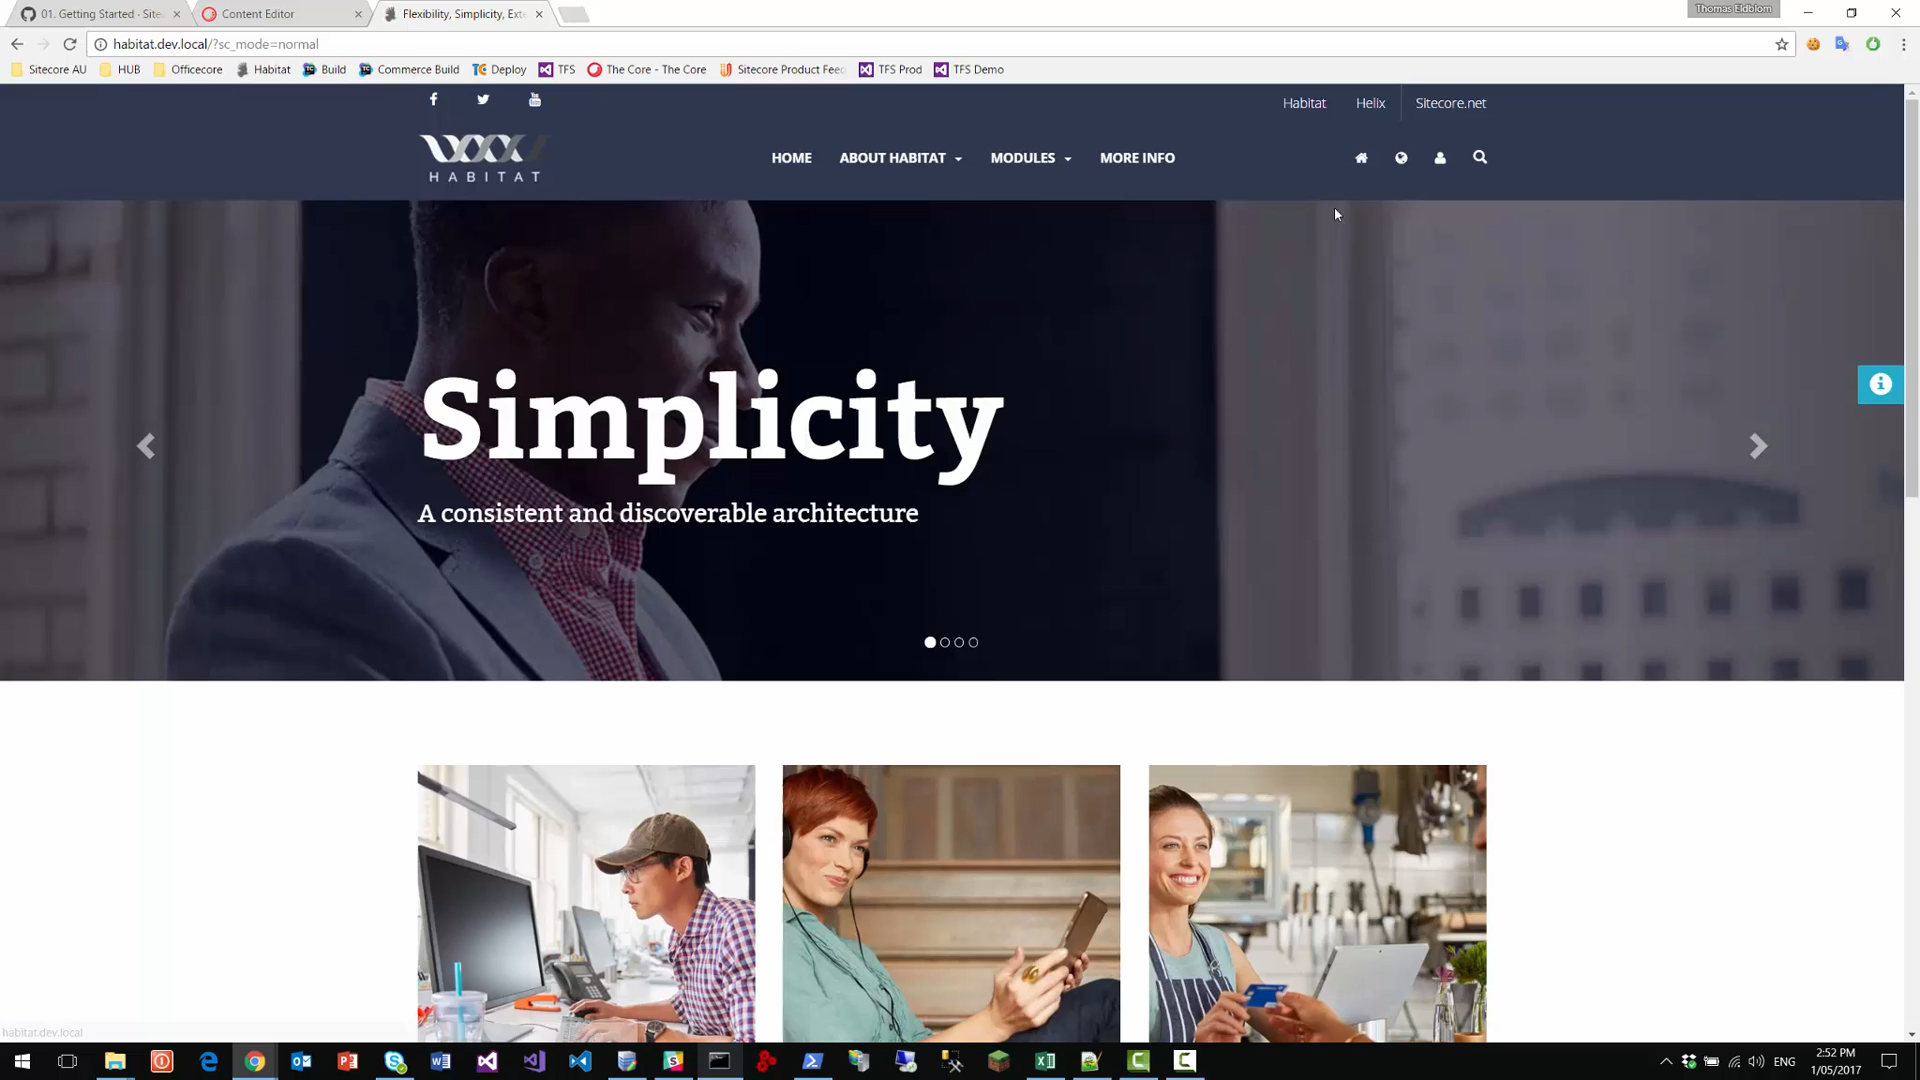 01. Getting Started - Site
Content Editor
Flexibility, Simplicity, Exte
Thomas Eldblom
habitat.dev.local/?sc_mode=normal
Sitecore AU
HUB
Officecore
Habitat
Build
Commerce Build
Deploy
TFS
The Core - The Core
Sitecore Product Feed
TFS Prod
TFS Demo
Habitat
Helix
Sitecore.net
HABITAT
HOME
ABOUT HABITAT
MODULES
MORE INFO
Simplicity
A consistent and discoverable architecture
habitat.dev.local
ENG
2:52 PM
1/05/2017